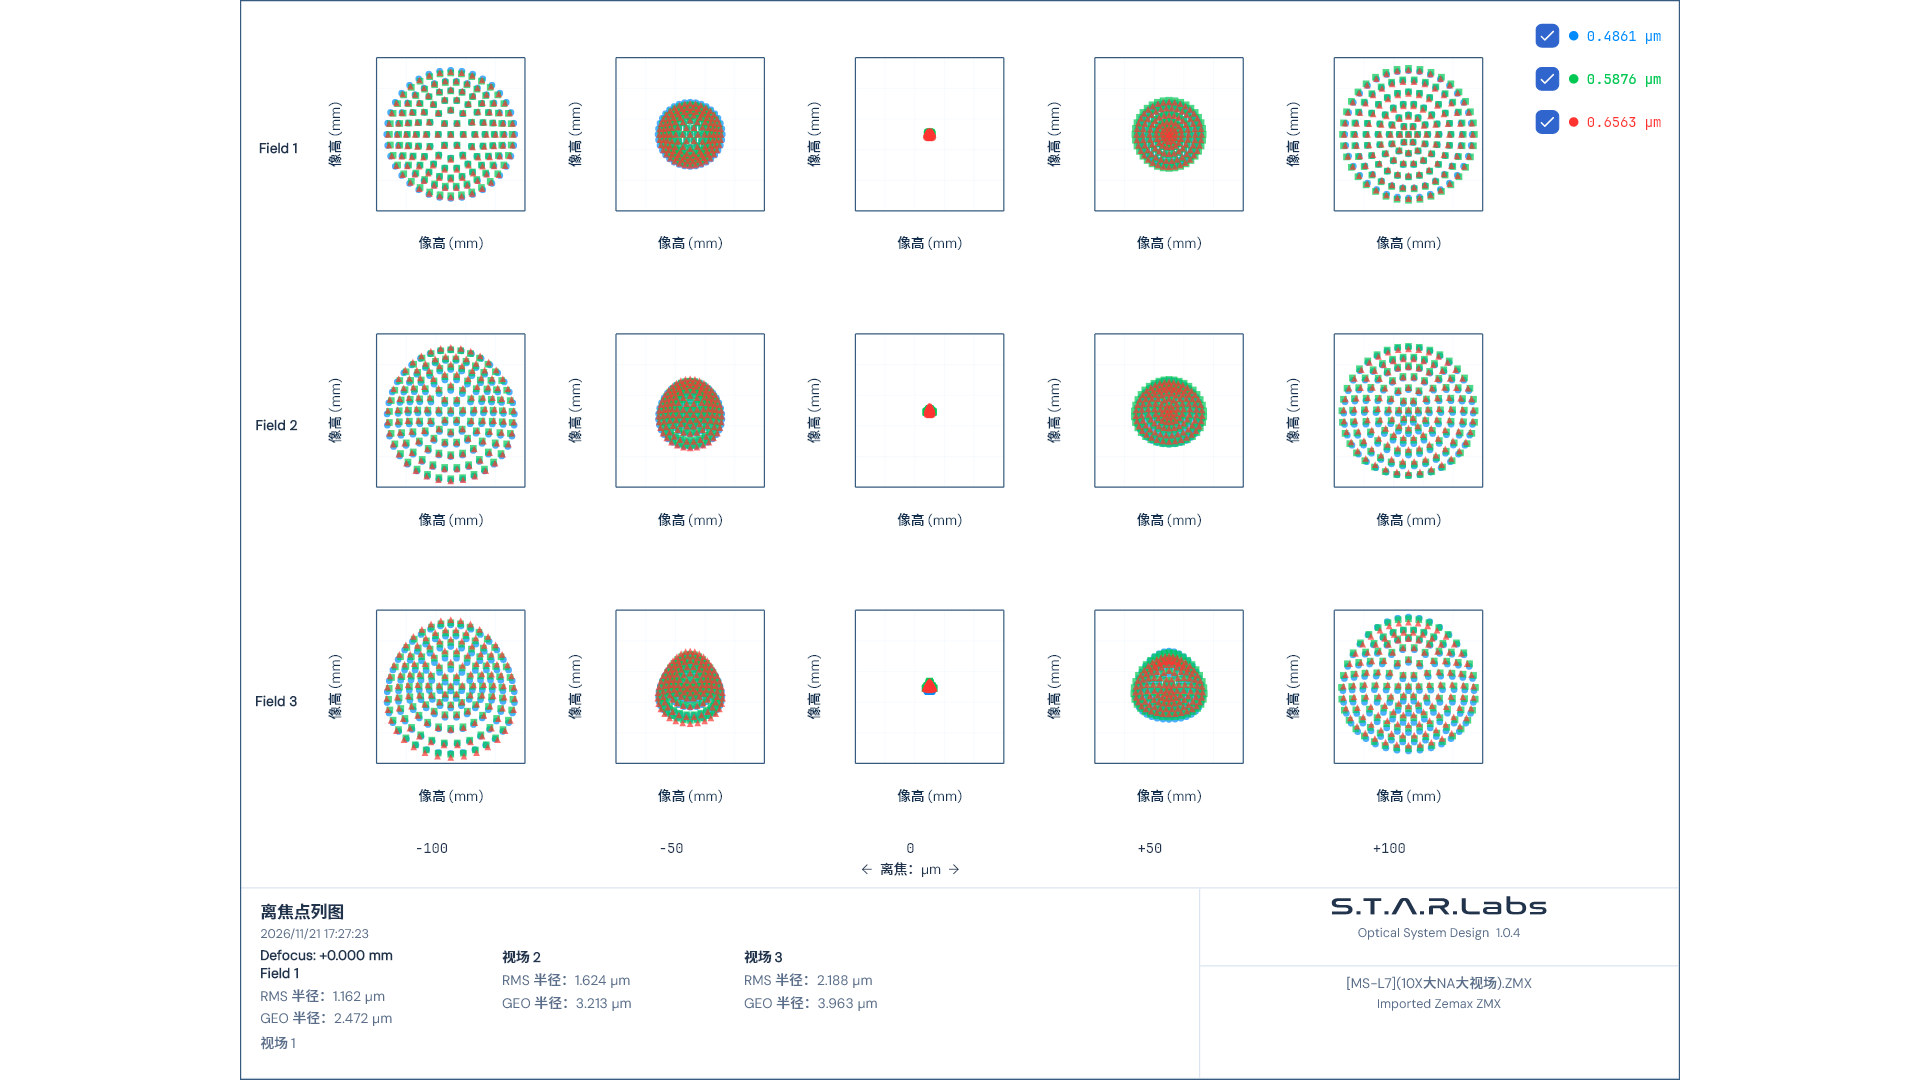 0.4861 µm
0.5876 µm
0.6563 µm
Field 1
像高 (mm)
像高 (mm)
像高 (mm)
像高 (mm)
像高 (mm)
像高 (mm)
像高 (mm)
像高 (mm)
像高 (mm)
像高 (mm)
Field 2
像高 (mm)
像高 (mm)
像高 (mm)
像高 (mm)
像高 (mm)
像高 (mm)
像高 (mm)
像高 (mm)
像高 (mm)
像高 (mm)
Field 3
像高 (mm)
像高 (mm)
像高 (mm)
像高 (mm)
像高 (mm)
像高 (mm)
像高 (mm)
像高 (mm)
像高 (mm)
像高 (mm)
-100
-50
0
+50
+100
← 离焦：µm →
离焦点列图
2026/11/21 17:27:23
Defocus: +0.000 mm
Field 1
RMS 半径：1.162 µm
GEO 半径：2.472 µm
视场 1
视场 2
RMS 半径：1.624 µm
GEO 半径：3.213 µm
视场 3
RMS 半径：2.188 µm
GEO 半径：3.963 µm
S.T.A.R.Labs
Optical System Design 1.0.4
[MS-L7](10X大NA大视场).ZMX
Imported Zemax ZMX